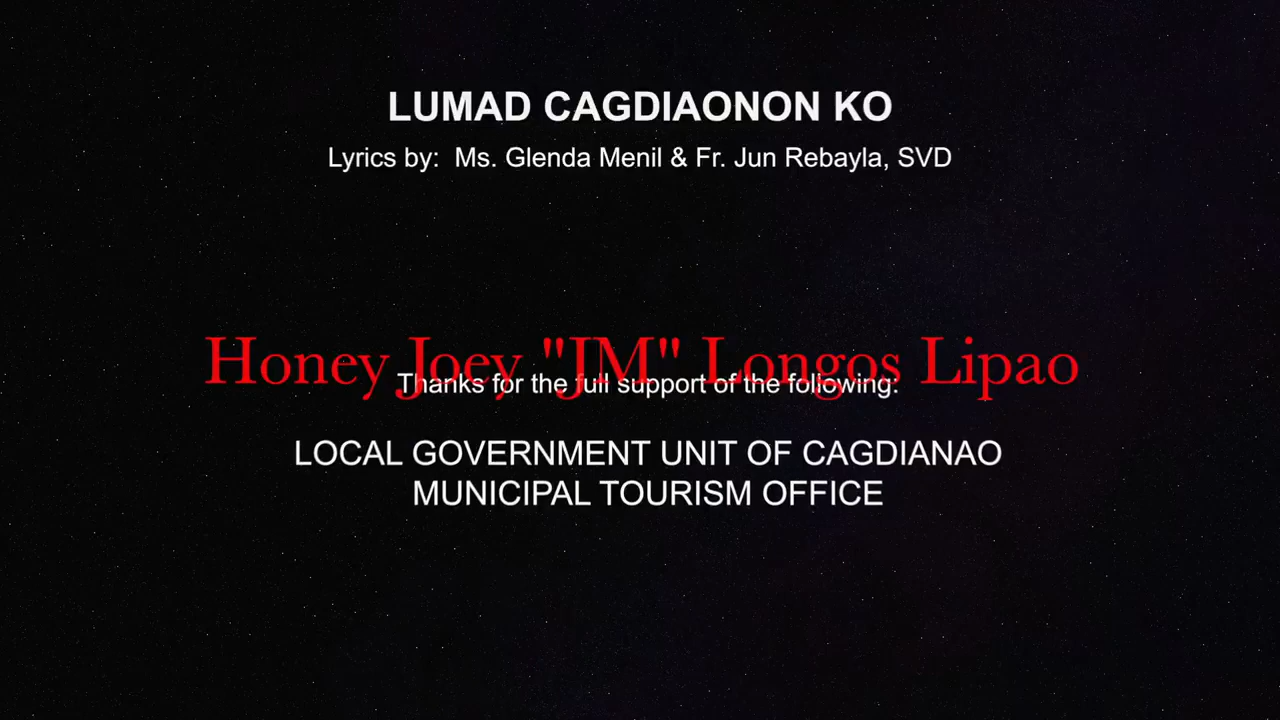 LUMAD CAGDIAONON KO
Lyrics by: Ms. Glenda Menil & Fr. Jun Rebayla, SVD
Honey Joey "JM" Longos Lipao
Thanks for the full support of the following:
LOCAL GOVERNMENT UNIT OF CAGDIANAO
MUNICIPAL TOURISM OFFICE